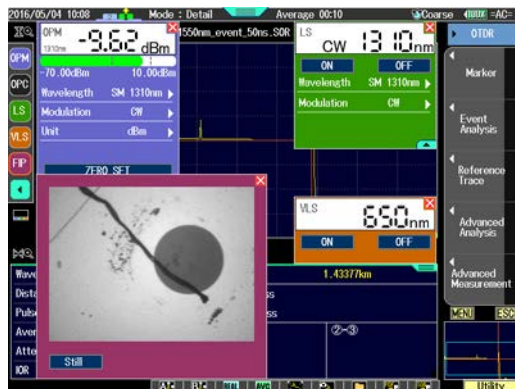 2016/05/04 10:08 Mode : Detail Average 00:10 Coarse =AC=
OPM
1310nm
-9.62 dBm
-70.00dBm 10.00dBm
Wavelength SM 1310nm
Modulation CW
Unit dBm
ZERO SET
1550nm_event_50ns.SOR
LS
CW 1310nm
ON OFF
Wavelength SM 1310nm
Modulation CW
OTDR
Marker
Event
Analysis
Reference
Trace
Advanced
Analysis
Advanced
Measurement
OPM
OPC
LS
VLS
FIP
VLS
650nm
ON OFF
Wave
Dista
Pulse
Aver
Atte
IOR
1.43377km
ss
ss
②-③
Still
MENU ESC
Utility